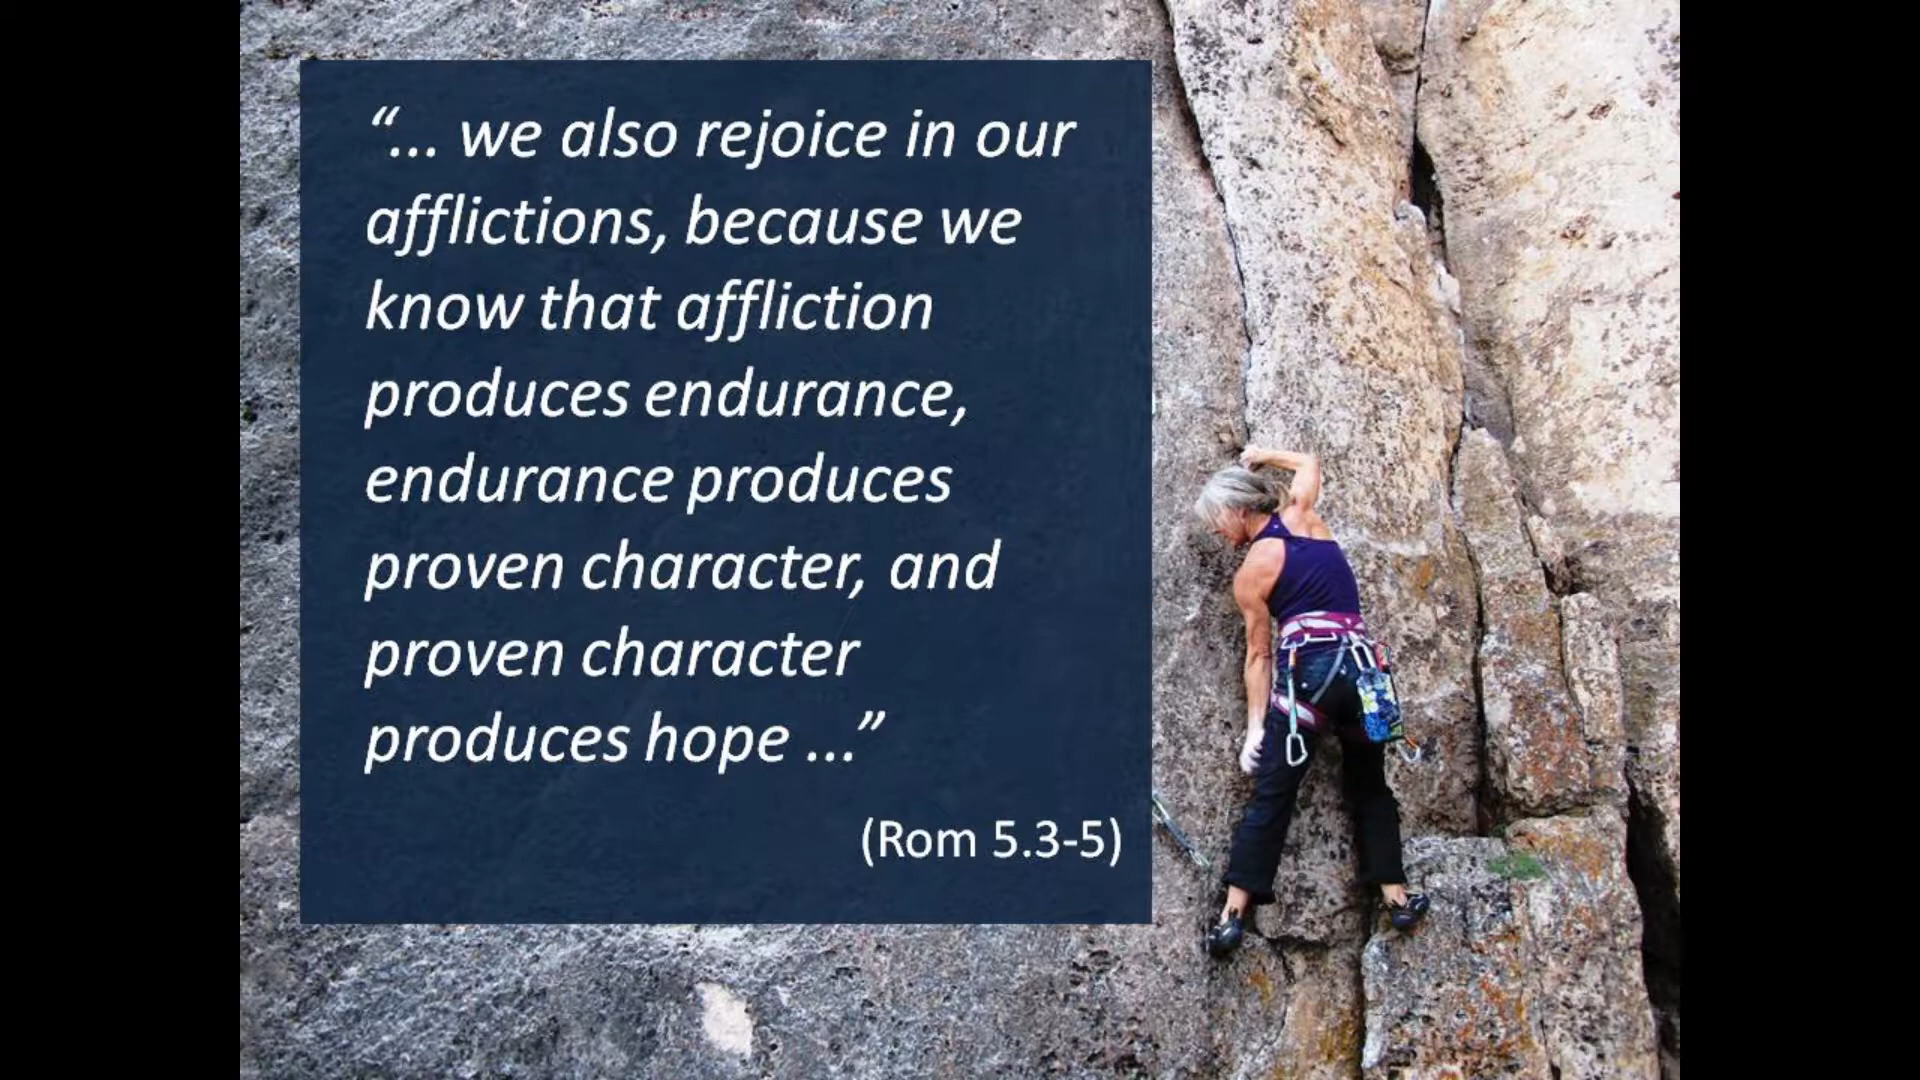 “... we also rejoice in our
afflictions, because we
know that affliction
produces endurance,
endurance produces
proven character, and
proven character
produces hope ...”
(Rom 5.3-5)